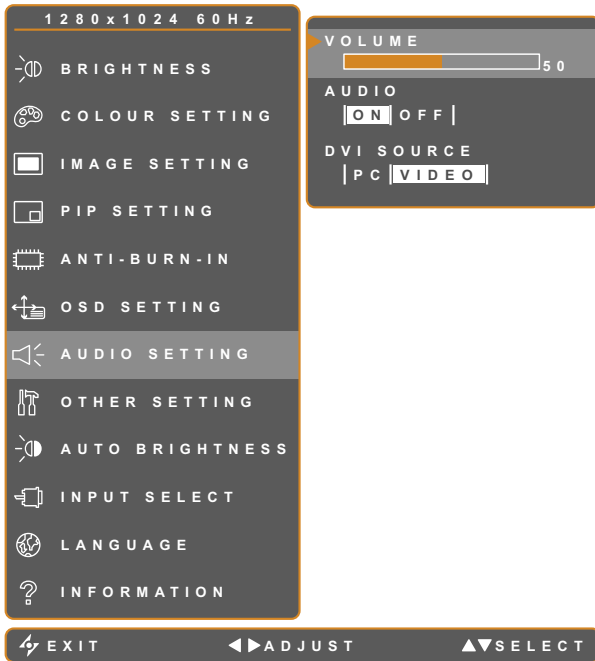 1280x1024 60Hz
BRIGHTNESS
COLOUR SETTING
IMAGE SETTING
PIP SETTING
ANTI-BURN-IN
OSD SETTING
AUDIO SETTING
OTHER SETTING
AUTO BRIGHTNESS
INPUT SELECT
LANGUAGE
INFORMATION
VOLUME
50
AUDIO
ON OFF
DVI SOURCE
PC VIDEO
EXIT ADJUST SELECT